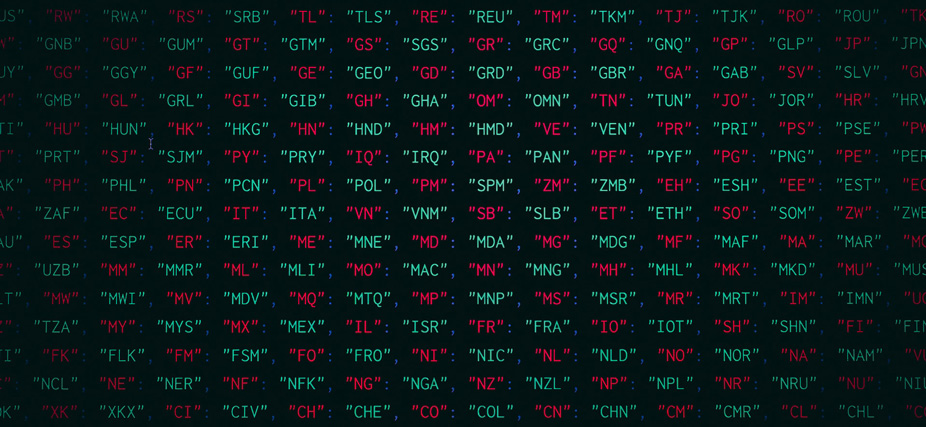 US", "RW": "RWA", "RS": "SRB", "TL": "TLS", "RE": "REU", "TM": "TKM", "TJ": "TJK", "RO": "ROU", "TK
W": "GNB", "GU": "GUM", "GT": "GTM", "GS": "SGS", "GR": "GRC", "GQ": "GNQ", "GP": "GLP", "JP": "JPN
UY", "GG": "GGY", "GF": "GUF", "GE": "GEO", "GD": "GRD", "GB": "GBR", "GA": "GAB", "SV": "SLV", "GN
M": "GMB", "GL": "GRL", "GI": "GIB", "GH": "GHA", "OM": "OMN", "TN": "TUN", "JO": "JOR", "HR": "HRV
TI", "HU": "HUN", "HK": "HKG", "HN": "HND", "HM": "HMD", "VE": "VEN", "PR": "PRI", "PS": "PSE", "PW
T": "PRT", "SJ": "SJM", "PY": "PRY", "IQ": "IRQ", "PA": "PAN", "PF": "PYF", "PG": "PNG", "PE": "PER
AK", "PH": "PHL", "PN": "PCN", "PL": "POL", "PM": "SPM", "ZM": "ZMB", "EH": "ESH", "EE": "EST", "EG
A": "ZAF", "EC": "ECU", "IT": "ITA", "VN": "VNM", "SB": "SLB", "ET": "ETH", "SO": "SOM", "ZW": "ZWE
AU", "ES": "ESP", "ER": "ERI", "ME": "MNE", "MD": "MDA", "MG": "MDG", "MF": "MAF", "MA": "MAR", "MC
Z": "UZB", "MM": "MMR", "ML": "MLI", "MO": "MAC", "MN": "MNG", "MH": "MHL", "MK": "MKD", "MU": "MUS
LT", "MW": "MWI", "MV": "MDV", "MQ": "MTQ", "MP": "MNP", "MS": "MSR", "MR": "MRT", "IM": "IMN", "UG
Z": "TZA", "MY": "MYS", "MX": "MEX", "IL": "ISR", "FR": "FRA", "IO": "IOT", "SH": "SHN", "FI": "FIN
TI", "FK": "FLK", "FM": "FSM", "FO": "FRO", "NI": "NIC", "NL": "NLD", "NO": "NOR", "NA": "NAM", "VU
C": "NCL", "NE": "NER", "NF": "NFK", "NG": "NGA", "NZ": "NZL", "NP": "NPL", "NR": "NRU", "NU": "NIU
OK", "XK": "XKX", "CI": "CIV", "CH": "CHE", "CO": "COL", "CN": "CHN", "CM": "CMR", "CL": "CHL", "CC